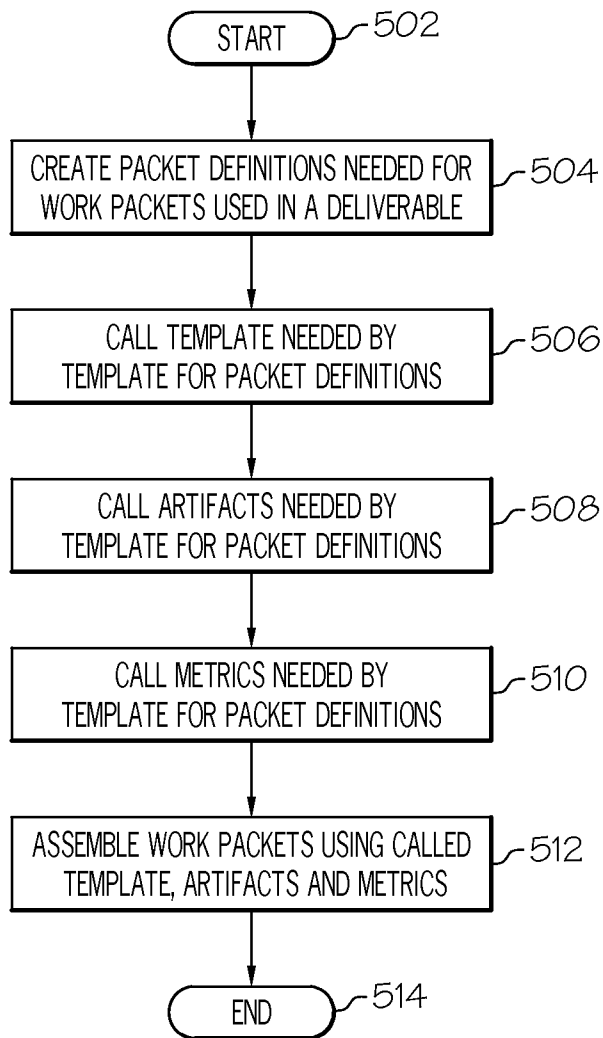 START
502
CREATE PACKET DEFINITIONS NEEDED FOR
WORK PACKETS USED IN A DELIVERABLE
504
CALL TEMPLATE NEEDED BY
TEMPLATE FOR PACKET DEFINITIONS
506
CALL ARTIFACTS NEEDED BY
TEMPLATE FOR PACKET DEFINITIONS
508
CALL METRICS NEEDED BY
TEMPLATE FOR PACKET DEFINITIONS
510
ASSEMBLE WORK PACKETS USING CALLED
TEMPLATE, ARTIFACTS AND METRICS
512
END
514